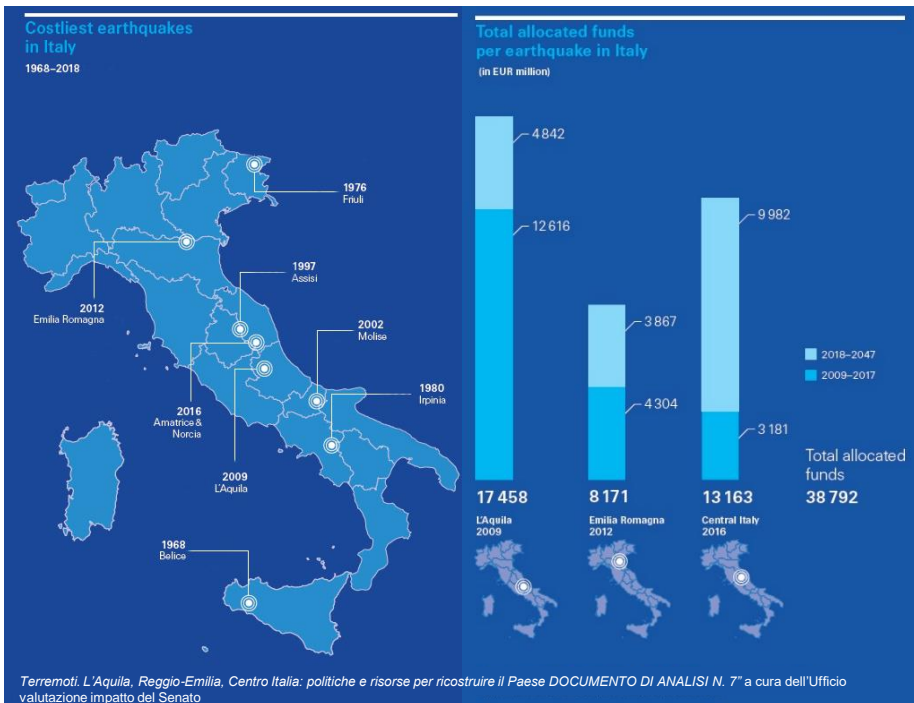 Costliest earthquakes
in Italy
1968–2018
1976
Friuli
1997
Assisi
2012
Emilia Romagna
2002
Molise
1980
Irpinia
2016
Amatrice &
Norcia
2009
L'Aquila
1968
Belice
Total allocated funds
per earthquake in Italy
(in EUR million)
4 842
12 616
9 982
3 867
4 304
3 181
2018–2047
2009–2017
Total allocated
funds
38 792
17 458
8 171
13 163
L'Aquila
2009
Emilia Romagna
2012
Central Italy
2016
Terremoti. L'Aquila, Reggio-Emilia, Centro Italia: politiche e risorse per ricostruire il Paese DOCUMENTO DI ANALISI N. 7” a cura dell'Ufficio
valutazione impatto del Senato